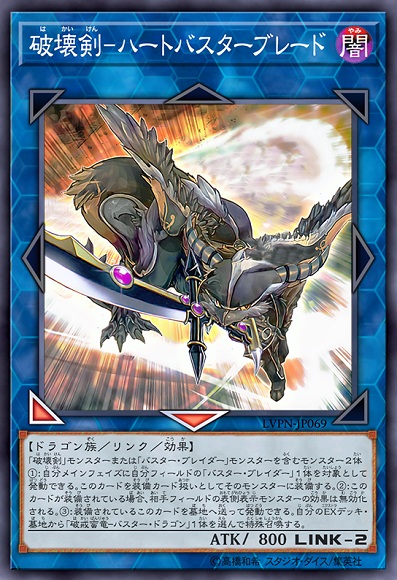 破壊剣-ハートバスターブレード
闇
LVPN-JP069
【ドラゴン族/リンク/効果】
「破壊剣」モンスターまたは「バスター・ブレイダー」モンスターを含むモンスター2体
①:自分メインフェイズに自分フィールドの「バスター・ブレイダー」1体を対象として
発動できる。このカードを装備カード扱いとしてそのモンスターに装備する。②:この
カードが装備されている場合、相手フィールドの表側表示モンスターの効果は無効化
される。③:装備されているこのカードを墓地へ送って発動できる。自分のEXデッキ・
墓地から「破戒蛮竜-バスター・ドラゴン」1体を選んで特殊召喚する。
ATK/ 800 LINK-2
©高橋和希 スタジオ・ダイス/集英社